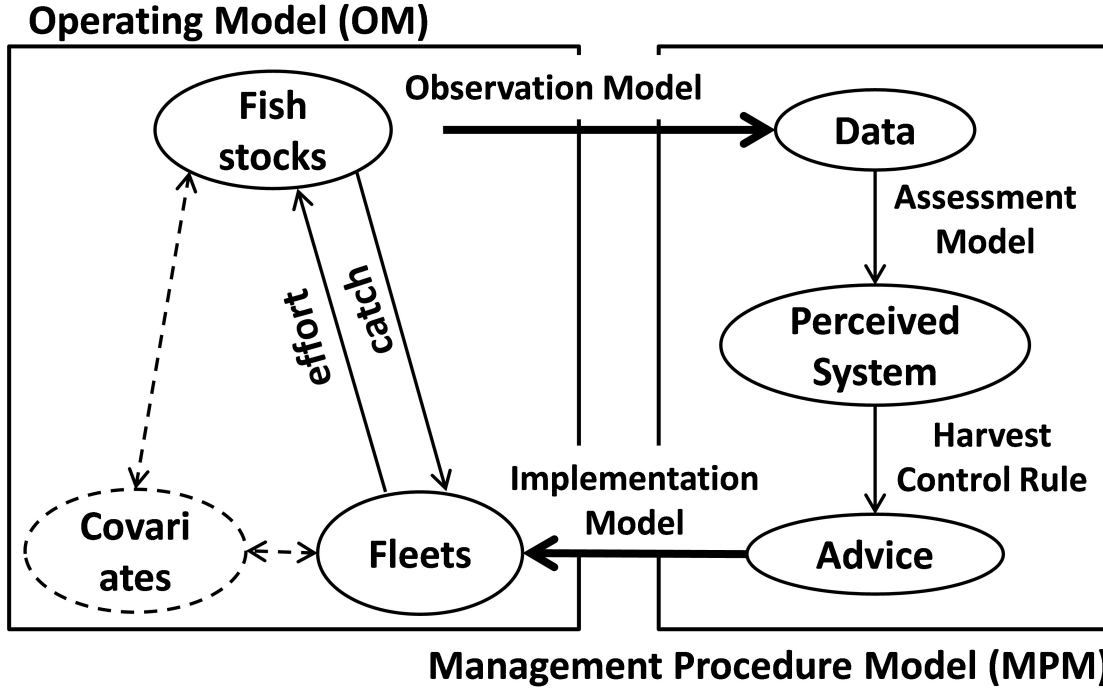 Operating Model (OM)
Observation Model
Fish
stocks
Data
Assessment
Model
effort
catch
Perceived
System
Harvest
Control Rule
Implementation
Model
Covari
ates
Fleets
Advice
Management Procedure Model (MPM)